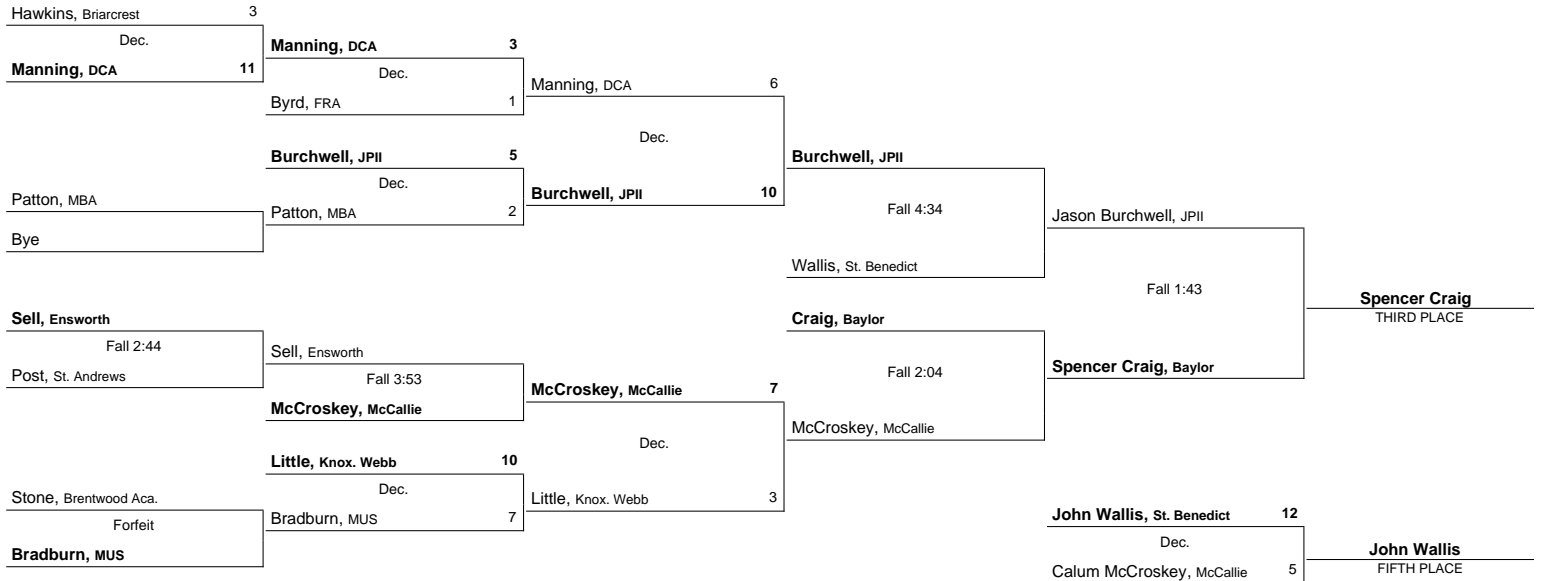 Hawkins, Briarcrest 3
Dec.
Manning, DCA 11
Patton, MBA
Bye
Sell, Ensworth
Fall 2:44
Post, St. Andrews
Stone, Brentwood Aca.
Forfeit
Bradburn, MUS
Manning, DCA 3
Dec.
Byrd, FRA 1
Burchwell, JPII 5
Dec.
Patton, MBA 2
Sell, Ensworth
Fall 3:53
McCroskey, McCallie
Little, Knox. Webb 10
Dec.
Bradburn, MUS 7
Manning, DCA 6
Dec.
Burchwell, JPII 10
McCroskey, McCallie 7
Dec.
Little, Knox. Webb 3
Burchwell, JPII
Fall 4:34
Wallis, St. Benedict
Craig, Baylor
Fall 2:04
McCroskey, McCallie
Jason Burchwell, JPII
Fall 1:43
Spencer Craig, Baylor
Spencer Craig
THIRD PLACE
John Wallis, St. Benedict 12
Dec.
Calum McCroskey, McCallie 5
John Wallis
FIFTH PLACE